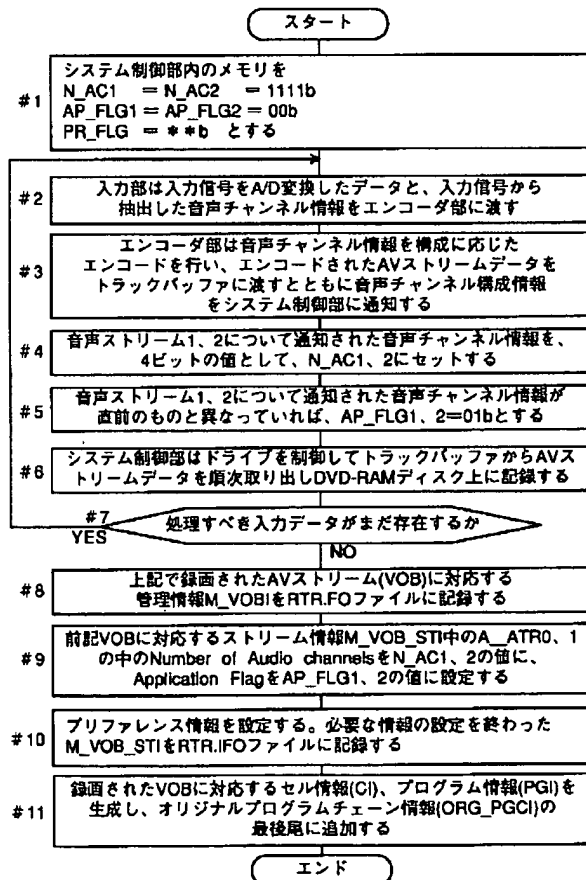 スタート
#1
システム制御部内のメモリを
N_AC1 = N_AC2 = 1111b
AP_FLG1 = AP_FLG2 = 00b
PR_FLG = **b とする
#2
入力部は入力信号をA/D変換したデータと、入力信号から
抽出した音声チャンネル情報をエンコーダ部に渡す
#3
エンコーダ部は音声チャンネル情報を構成に応じた
エンコードを行い、エンコードされたAVストリームデータを
トラックバッファに渡すとともに音声チャンネル構成情報
をシステム制御部に通知する
#4
音声ストリーム1、2について通知された音声チャンネル情報を、
4ビットの値として、N_AC1、2にセットする
#5
音声ストリーム1、2について通知された音声チャンネル情報が
直前のものと異なっていれば、AP_FLG1、2=01bとする
#6
システム制御部はドライブを制御してトラックバッファからAVス
トリームデータを順次取り出しDVD-RAMディスク上に記録する
#7
処理すべき入力データがまだ存在するか
YES
NO
#8
上記で録画されたAVストリーム(VOB)に対応する
管理情報M_VOBIをRTR.IFOファイルに記録する
#9
前記VOBに対応するストリーム情報M_VOB_STI中のA__ATR0、1
の中のNumber of Audio channelsをN_AC1、2の値に、
Application FlagをAP_FLG1、2の値に設定する
#10
プリファレンス情報を設定する。必要な情報の設定を終わった
M_VOB_STIをRTR.IFOファイルに記録する
#11
録画されたVOBに対応するセル情報(CI)、プログラム情報(PGI)を
生成し、オリジナルプログラムチェーン情報(ORG_PGCI)の
最後尾に追加する
エンド